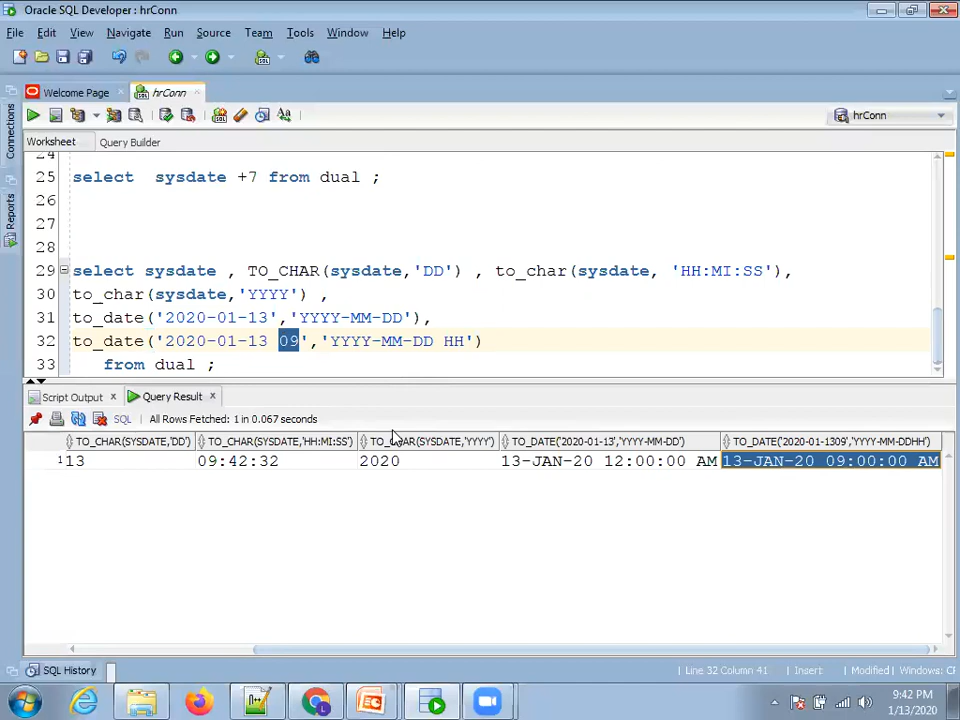 Oracle SQL Developer : hrConn
File Edit View Navigate Run Source Team Tools Window Help
Welcome Page hrConn
hrConn
Worksheet Query Builder
Connections
Reports
24
25 select sysdate +7 from dual ;
26
27
28
29 select sysdate , TO_CHAR(sysdate,'DD') , to_char(sysdate, 'HH:MI:SS'),
30 to_char(sysdate,'YYYY') ,
31 to_date('2020-01-13','YYYY-MM-DD'),
32 to_date('2020-01-13 09','YYYY-MM-DD HH')
33 from dual ;
Script Output Query Result
SQL All Rows Fetched: 1 in 0.067 seconds
TO_CHAR(SYSDATE,'DD') TO_CHAR(SYSDATE,'HH:MI:SS') TO_CHAR(SYSDATE,'YYYY') TO_DATE('2020-01-13','YYYY-MM-DD') TO_DATE('2020-01-1309','YYYY-MM-DDHH')
1 13 09:42:32 2020 13-JAN-20 12:00:00 AM 13-JAN-20 09:00:00 AM
SQL History
Line 32 Column 41 Insert Modified Windows: CF
9:42 PM
1/13/2020